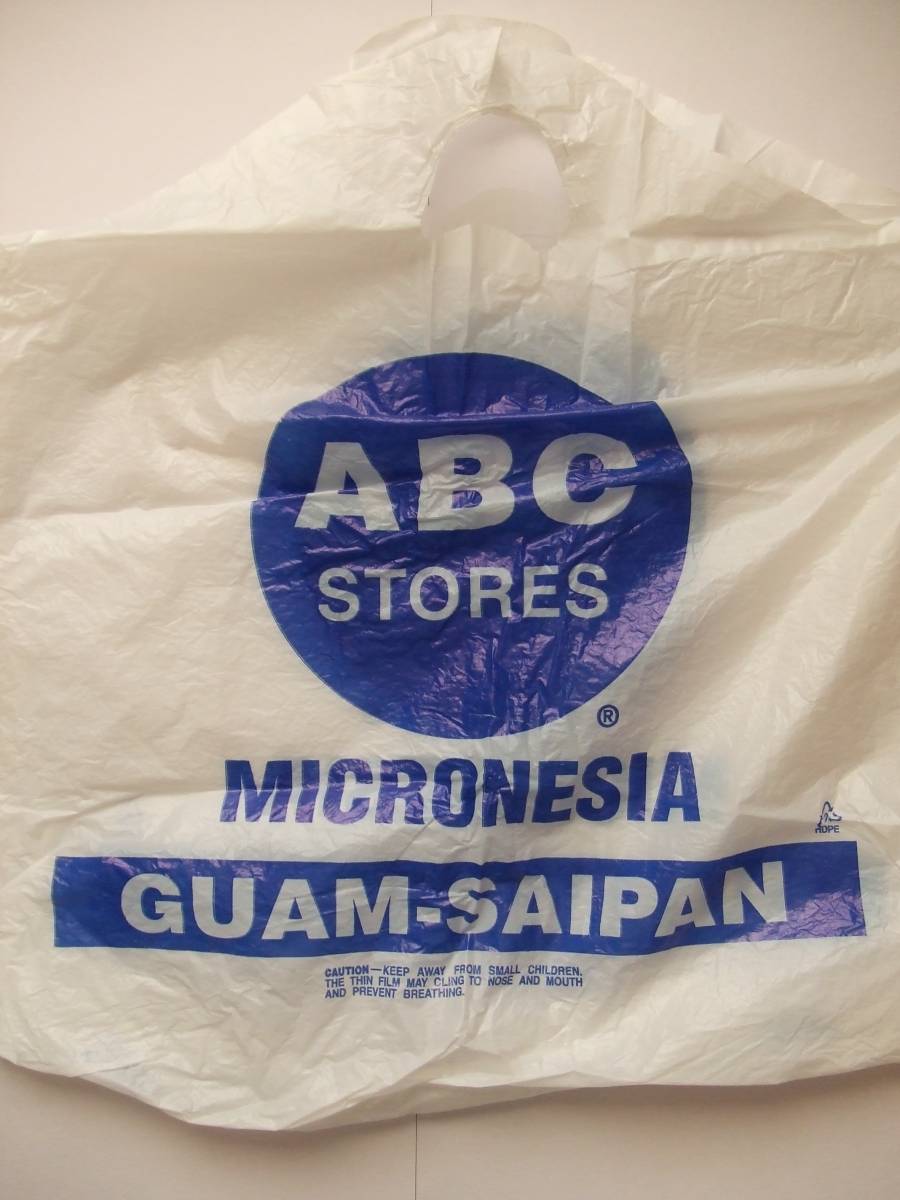 ABC
STORES
®
MICRONESIA
HDPE
GUAM-SAIPAN
CAUTION—KEEP AWAY FROM SMALL CHILDREN.
THE THIN FILM MAY CLING TO NOSE AND MOUTH
AND PREVENT BREATHING.